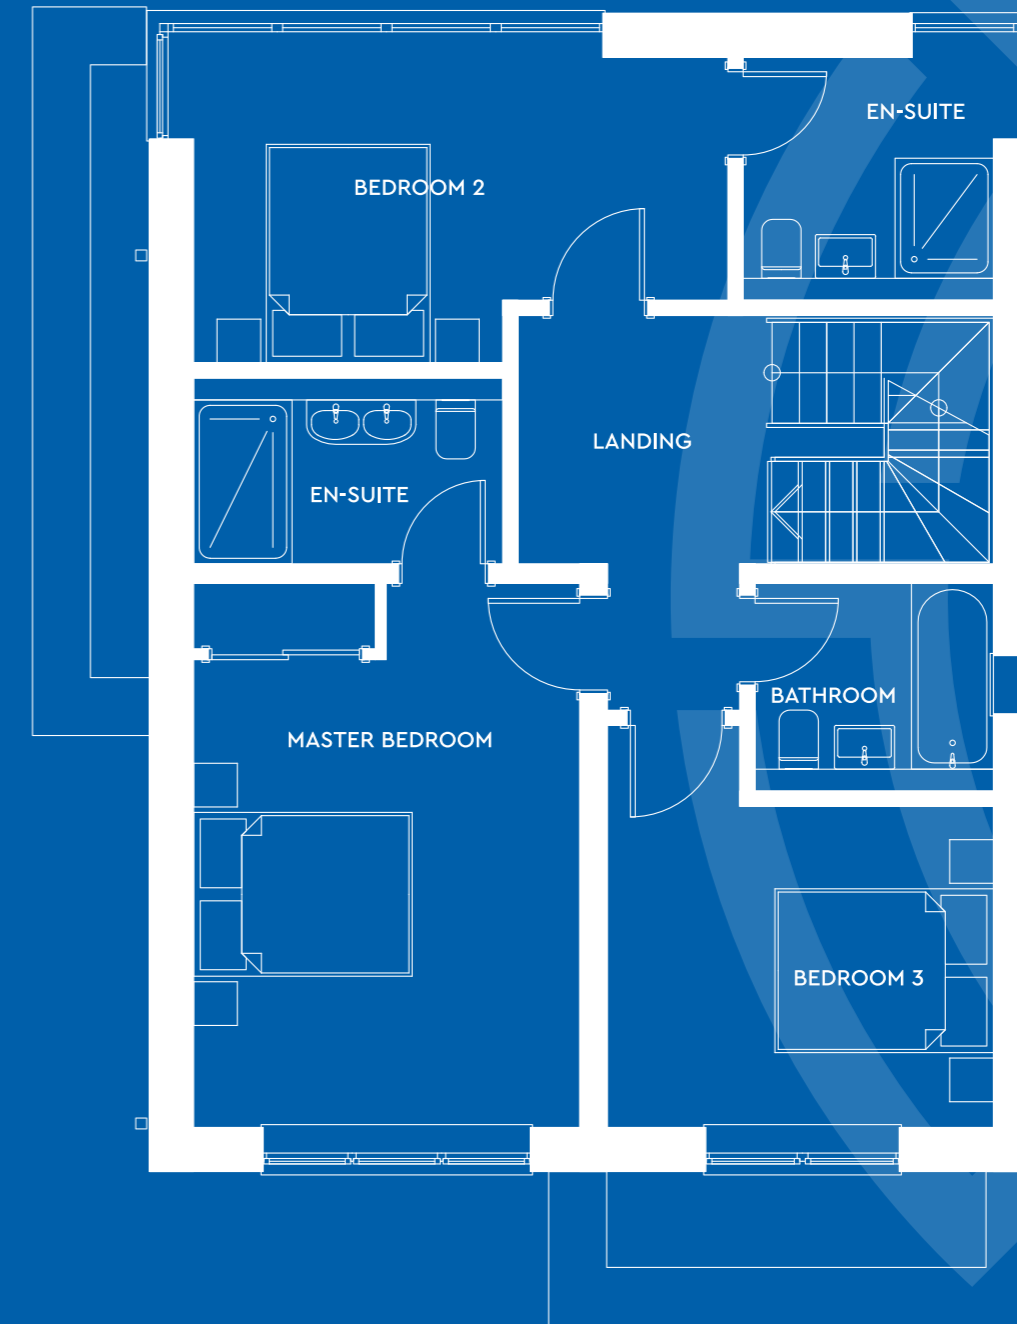 EN-SUITE
BEDROOM 2
LANDING
EN-SUITE
BATHROOM
MASTER BEDROOM
BEDROOM 3